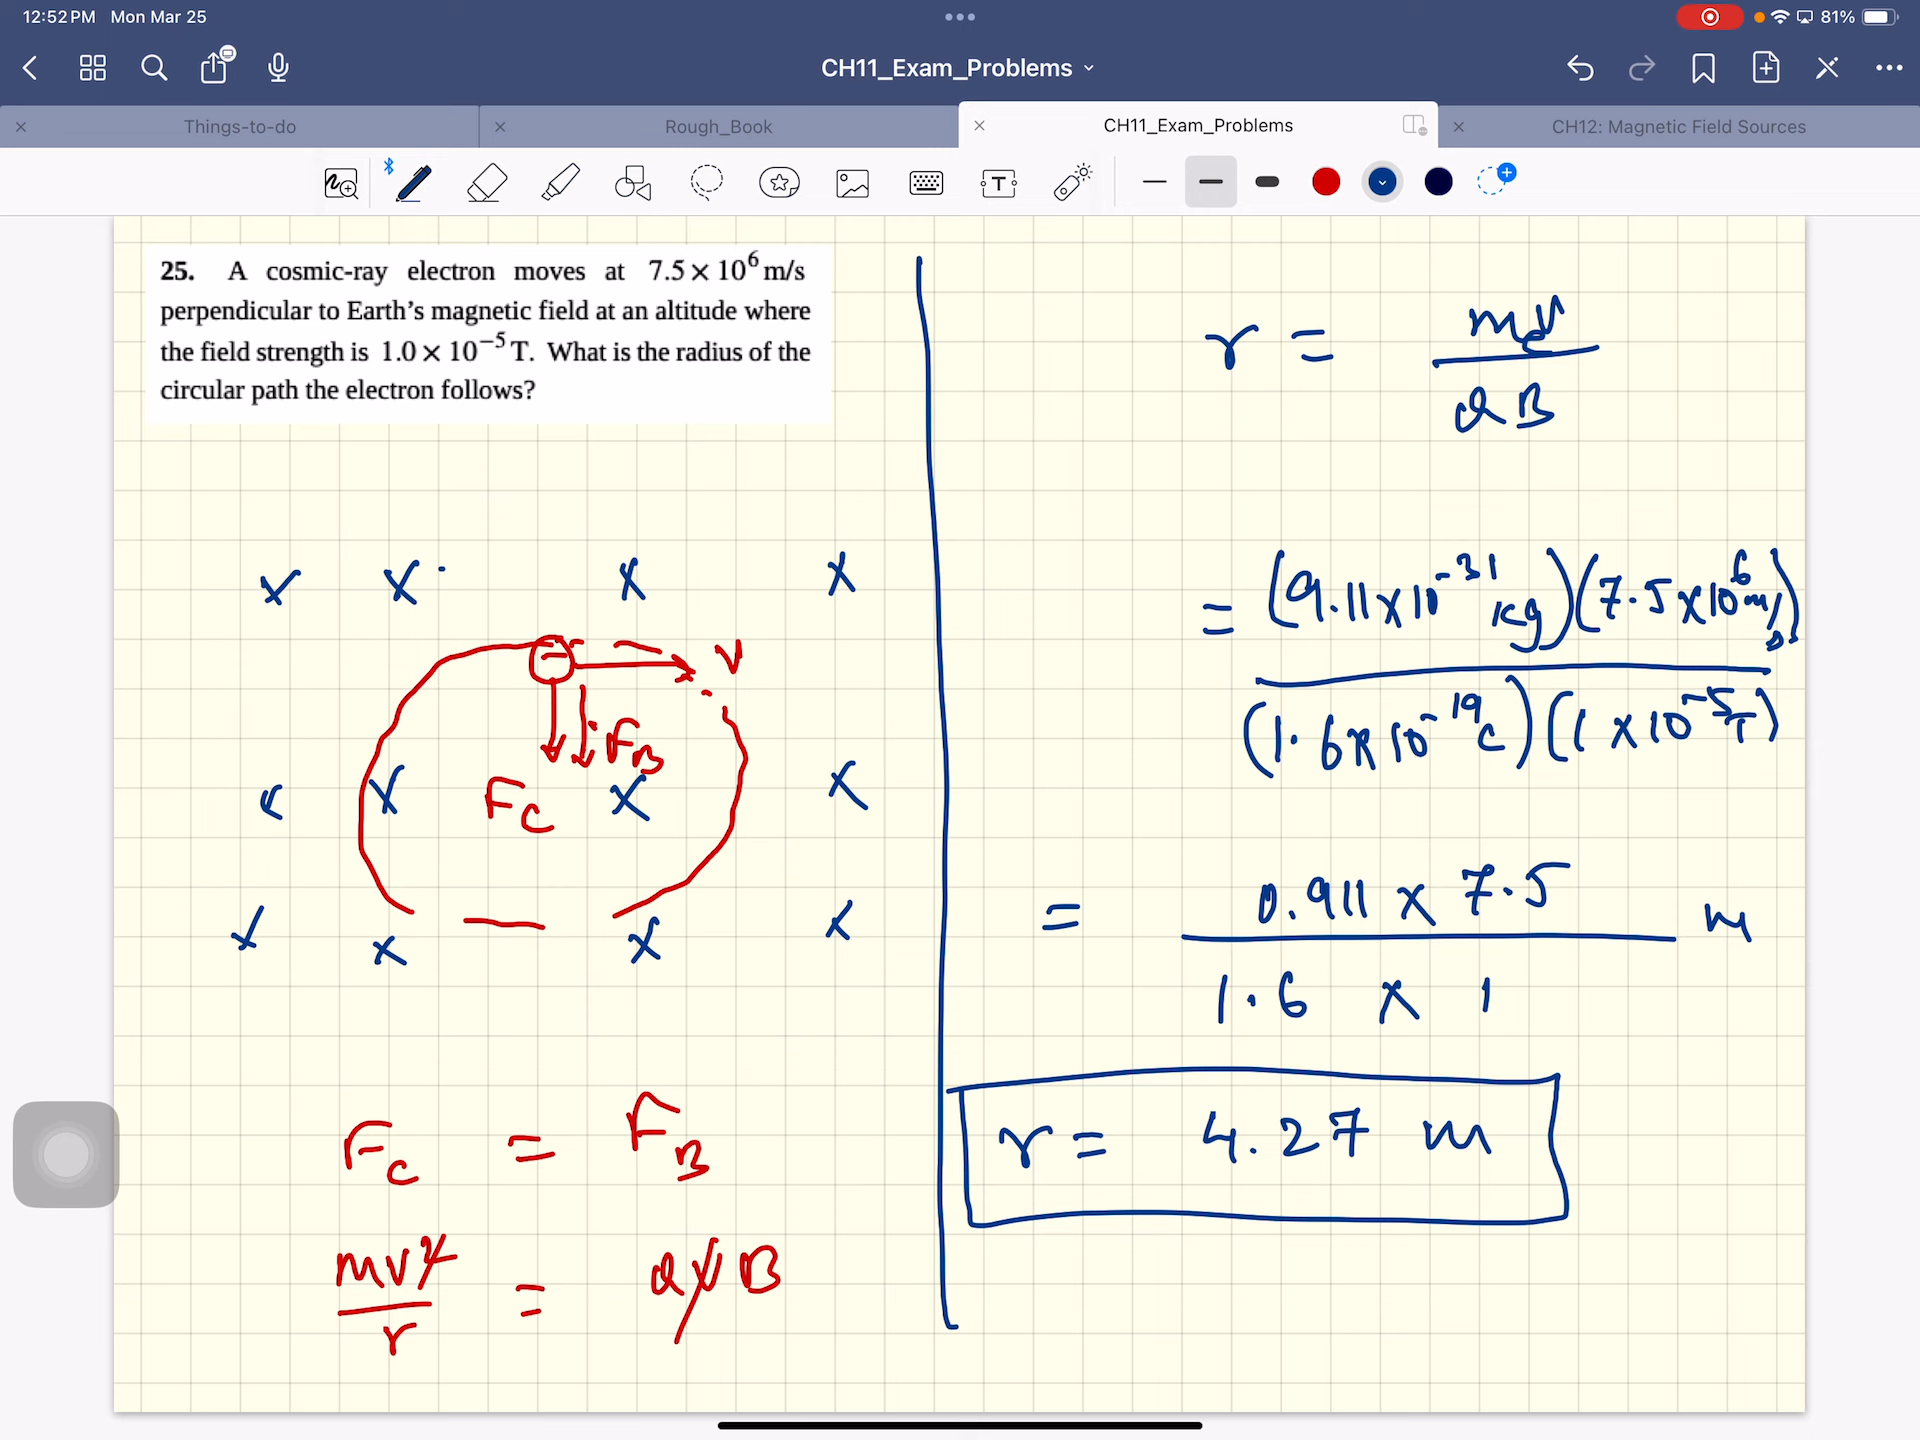 12:52 PM Mon Mar 25
81%
CH11_Exam_Problems
Things-to-do
Rough_Book
CH11_Exam_Problems
CH12: Magnetic Field Sources
T
25. A cosmic-ray electron moves at 7.5 × 10⁶ m/s
perpendicular to Earth's magnetic field at an altitude where
the field strength is 1.0 × 10⁻⁵ T. What is the radius of the
circular path the electron follows?
x x x x
− v
F_B
x x F_C x x
x x x x
F_C = F_B
mv²/r = qvB
r = mv/qB
= (9.11×10⁻³¹ kg)(7.5×10⁶ m/s)
(1.6×10⁻¹⁹ C)(1×10⁻⁵ T)
= 0.911 × 7.5 m
1.6 × 1
r = 4.27 m